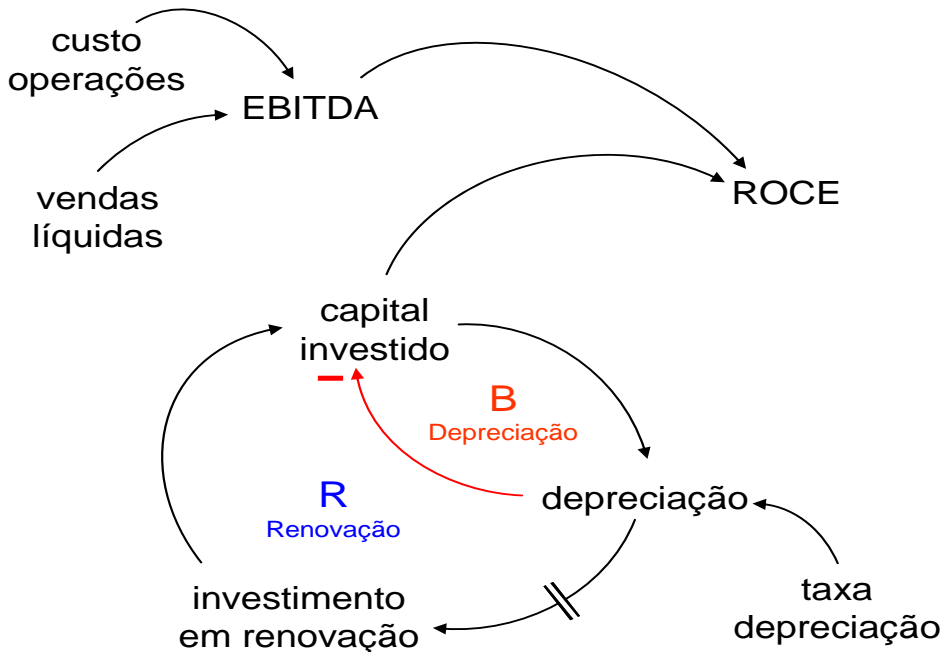 custo
operações
EBITDA
vendas
líquidas
ROCE
capital
investido
B
Depreciação
R
Renovação
depreciação
investimento
em renovação
taxa
depreciação